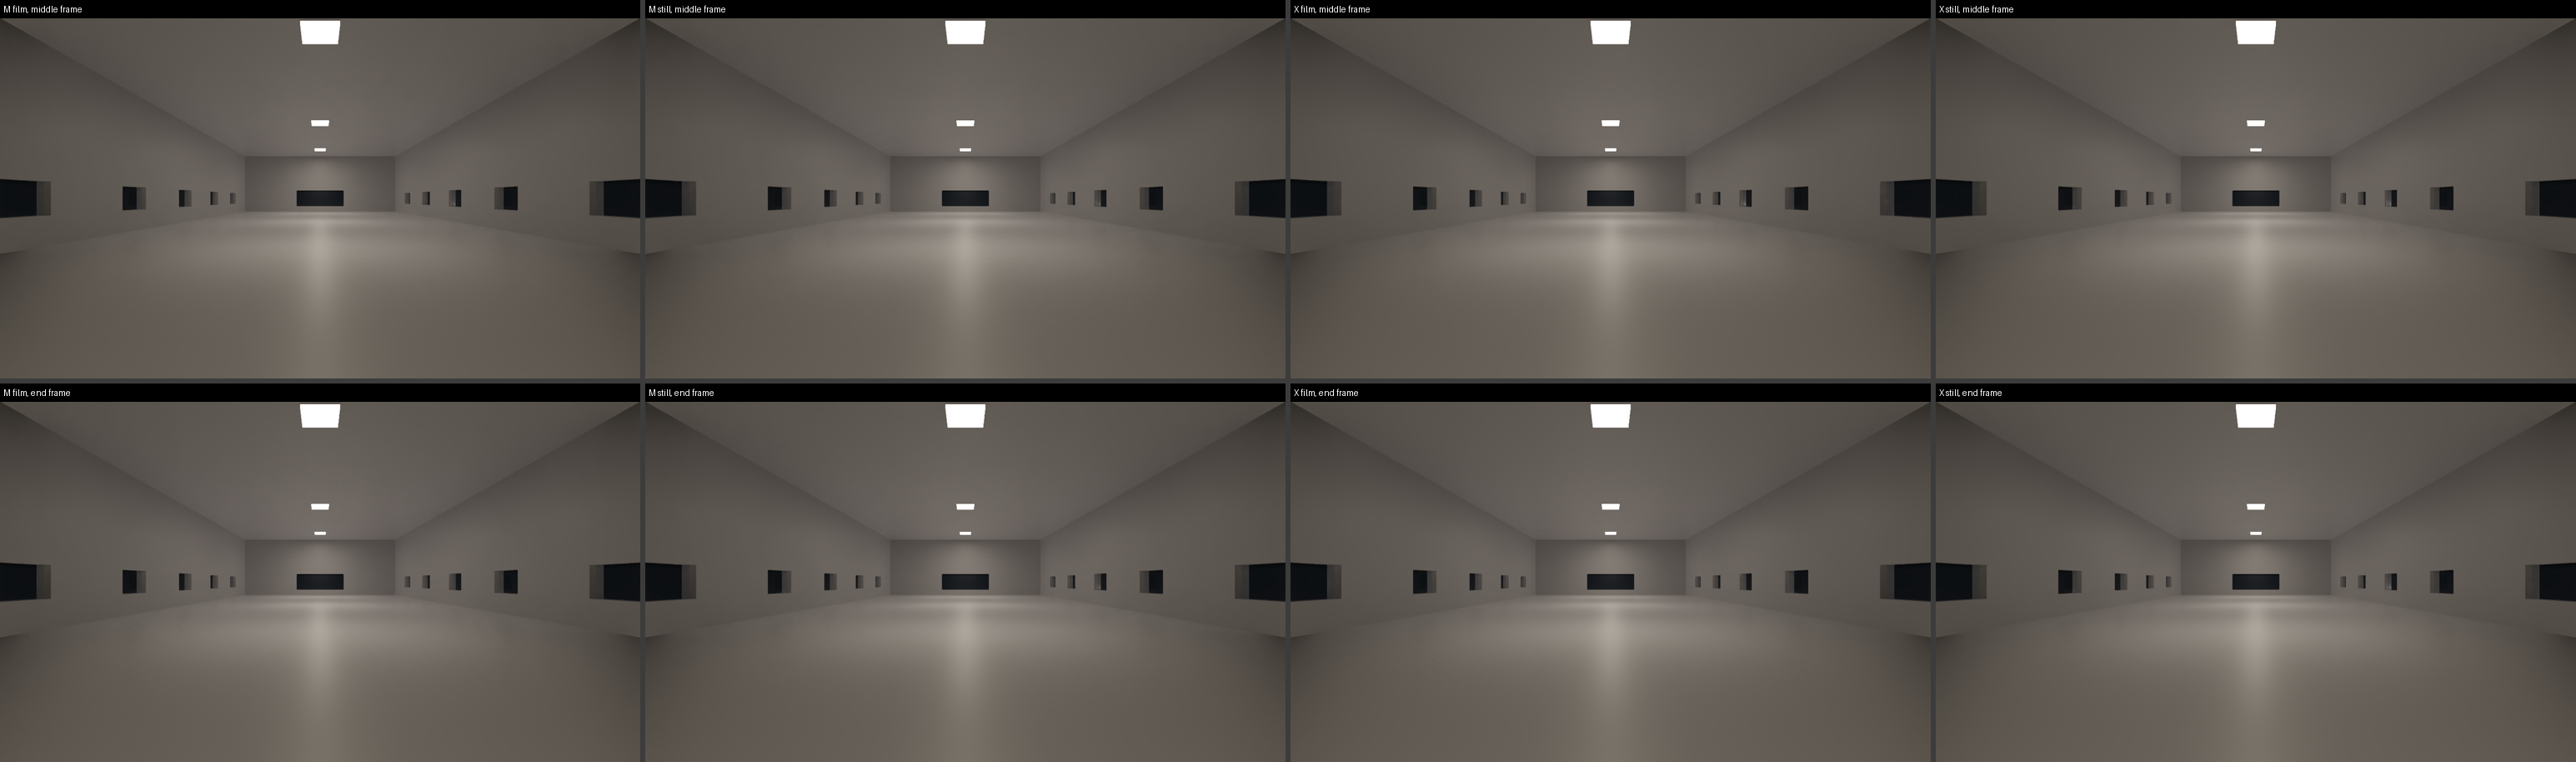 M film, middle frame
M still, middle frame
X film, middle frame
X still, middle frame
M film, end frame
M still, end frame
X film, end frame
X still, end frame